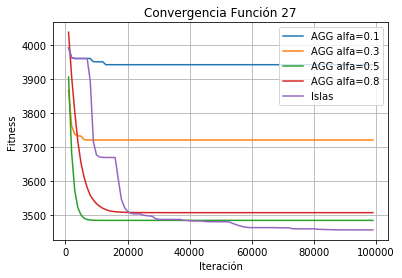 Convergencia Función 27
AGG alfa=0.1
AGG alfa=0.3
AGG alfa=0.5
AGG alfa=0.8
Islas
Fitness
4000
3900
3800
3700
3600
3500
0
20000
40000
60000
80000
100000
Iteración